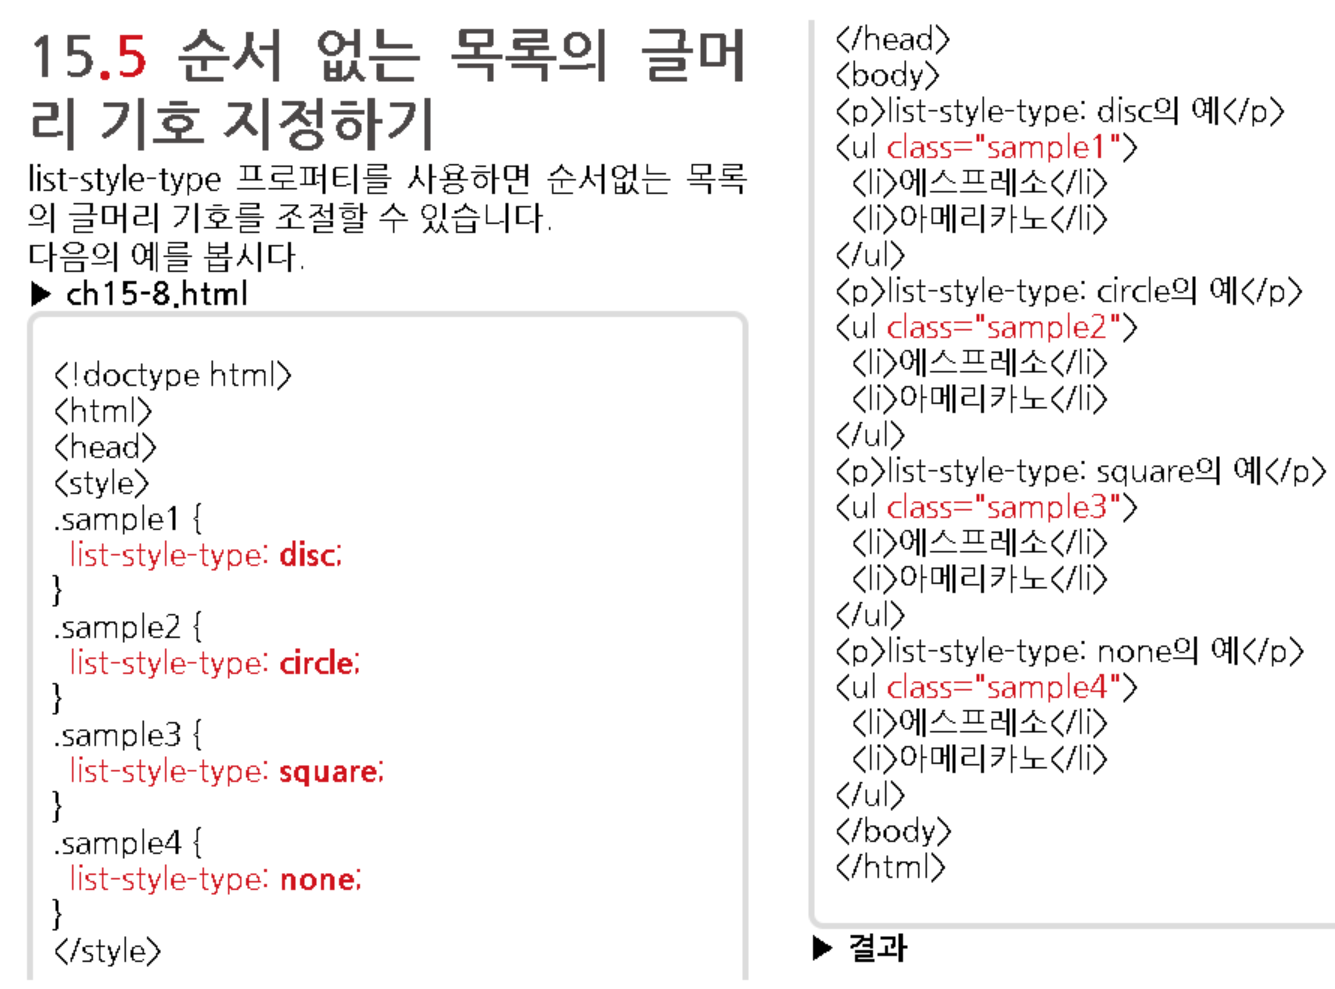 15.5 순서 없는 목록의 글머
리 기호 지정하기
list-style-type 프로퍼티를 사용하면 순서없는 목록
의 글머리 기호를 조절할 수 있습니다.
다음의 예를 봅시다.
▶ ch15-8.html
<!doctype html>
<html>
<head>
<style>
.sample1 {
list-style-type: disc;
}
.sample2 {
list-style-type: circle;
}
.sample3 {
list-style-type: square;
}
.sample4 {
list-style-type: none;
}
</style>
</head>
<body>
<p>list-style-type: disc의 예</p>
<ul class="sample1">
<li>에스프레소</li>
<li>아메리카노</li>
</ul>
<p>list-style-type: circle의 예</p>
<ul class="sample2">
<li>에스프레소</li>
<li>아메리카노</li>
</ul>
<p>list-style-type: square의 예</p>
<ul class="sample3">
<li>에스프레소</li>
<li>아메리카노</li>
</ul>
<p>list-style-type: none의 예</p>
<ul class="sample4">
<li>에스프레소</li>
<li>아메리카노</li>
</ul>
</body>
</html>
▶ 결과